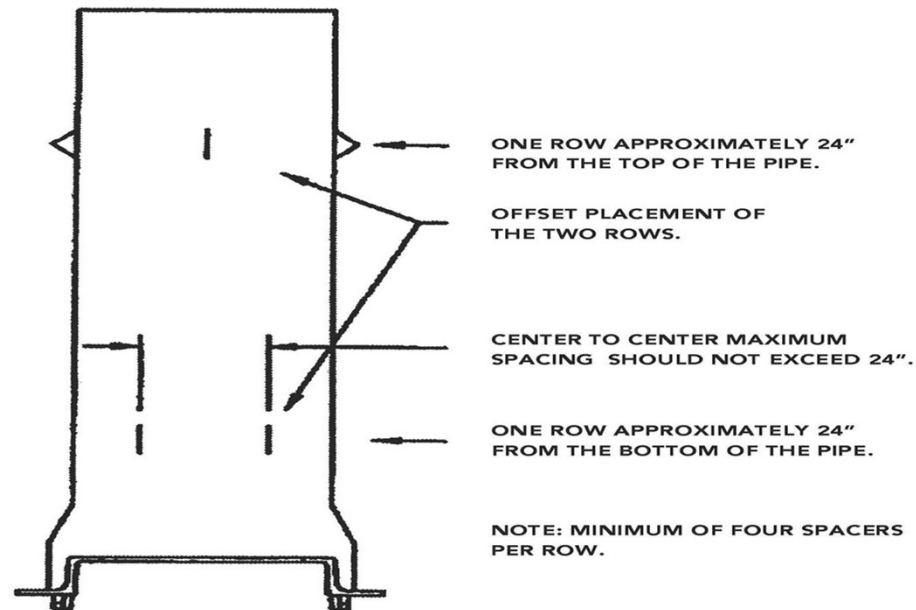 ONE ROW APPROXIMATELY 24"
FROM THE TOP OF THE PIPE.
OFFSET PLACEMENT OF
THE TWO ROWS.
CENTER TO CENTER MAXIMUM
SPACING SHOULD NOT EXCEED 24".
ONE ROW APPROXIMATELY 24"
FROM THE BOTTOM OF THE PIPE.
NOTE: MINIMUM OF FOUR SPACERS
PER ROW.